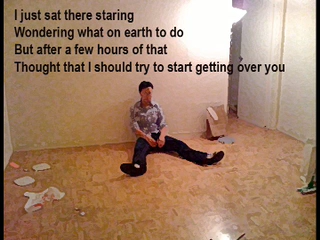 I just sat there staring
Wondering what on earth to do
But after a few hours of that
Thought that I should try to start getting over you